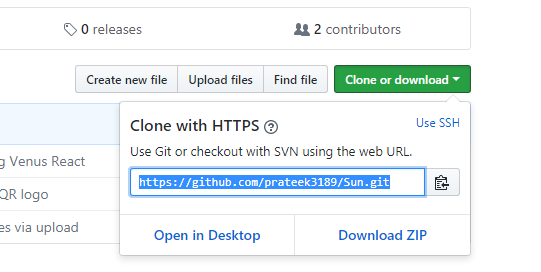 0 releases
2 contributors
Create new file
Upload files
Find file
Clone or download
Clone with HTTPS
Use SSH
Use Git or checkout with SVN using the web URL.
https://github.com/prateek3189/Sun.git
Open in Desktop
Download ZIP
g Venus React
QR logo
es via upload